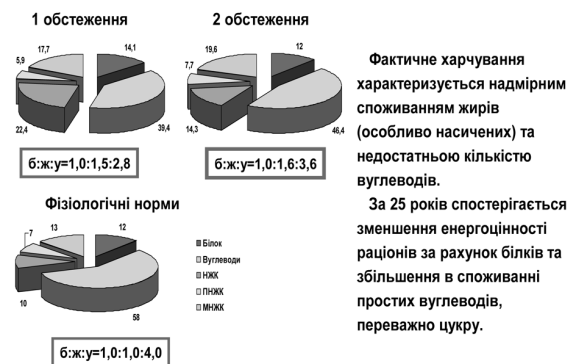 1 обстеження
2 обстеження
17,7
14,1
5,9
22,4
39,4
19,6
12
7,7
14,3
46,4
б:ж:у=1,0:1,5:2,8
б:ж:у=1,0:1,6:3,6
Фізіологічні норми
7
13
12
10
58
Білок
Вуглеводи
НЖК
ПНЖК
МНЖК
б:ж:у=1,0:1,0:4,0
Фактичне харчування
характеризується надмірним
споживанням жирів
(особливо насичених) та
недостатньою кількістю
вуглеводів.
За 25 років спостерігається
зменшення енергоцінності
раціонів за рахунок білків та
збільшення в споживанні
простих вуглеводів,
переважно цукру.